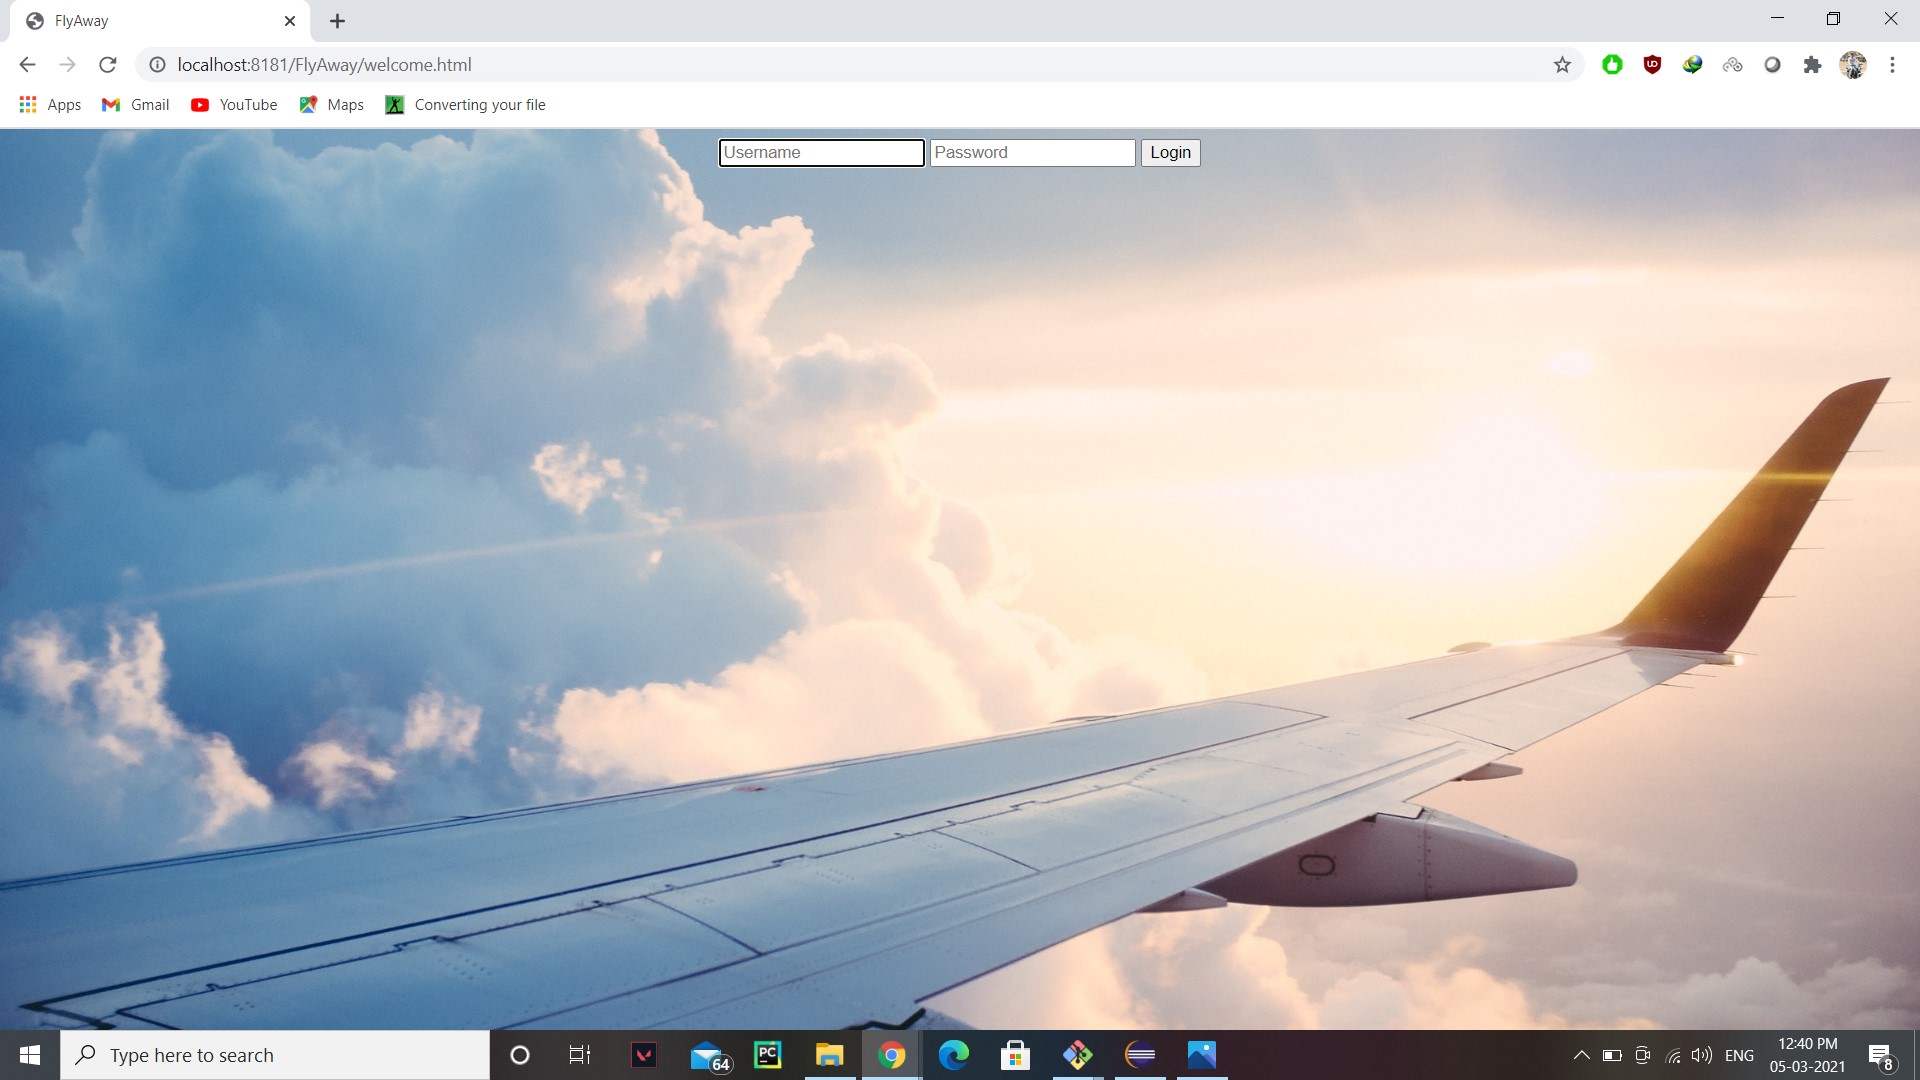 FlyAway
localhost:8181/FlyAway/welcome.html
Apps Gmail YouTube Maps Converting your file
Username Password Login
Type here to search
64
PC
ENG
12:40 PM
05-03-2021
8